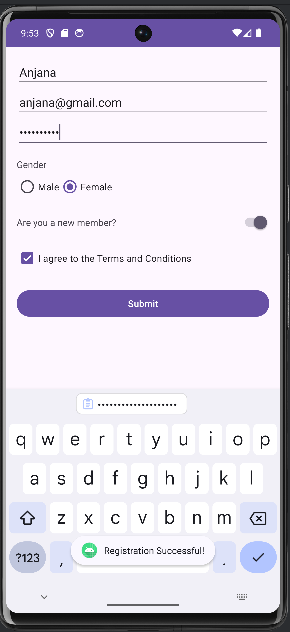 9:53
Anjana
anjana@gmail.com
••••••••••
Gender
Male Female
Are you a new member?
I agree to the Terms and Conditions
Submit
••••••••••••••••••••
q w e r t y u i o p
a s d f g h j k l
z x c v b n m
?123 , .
Registration Successful!